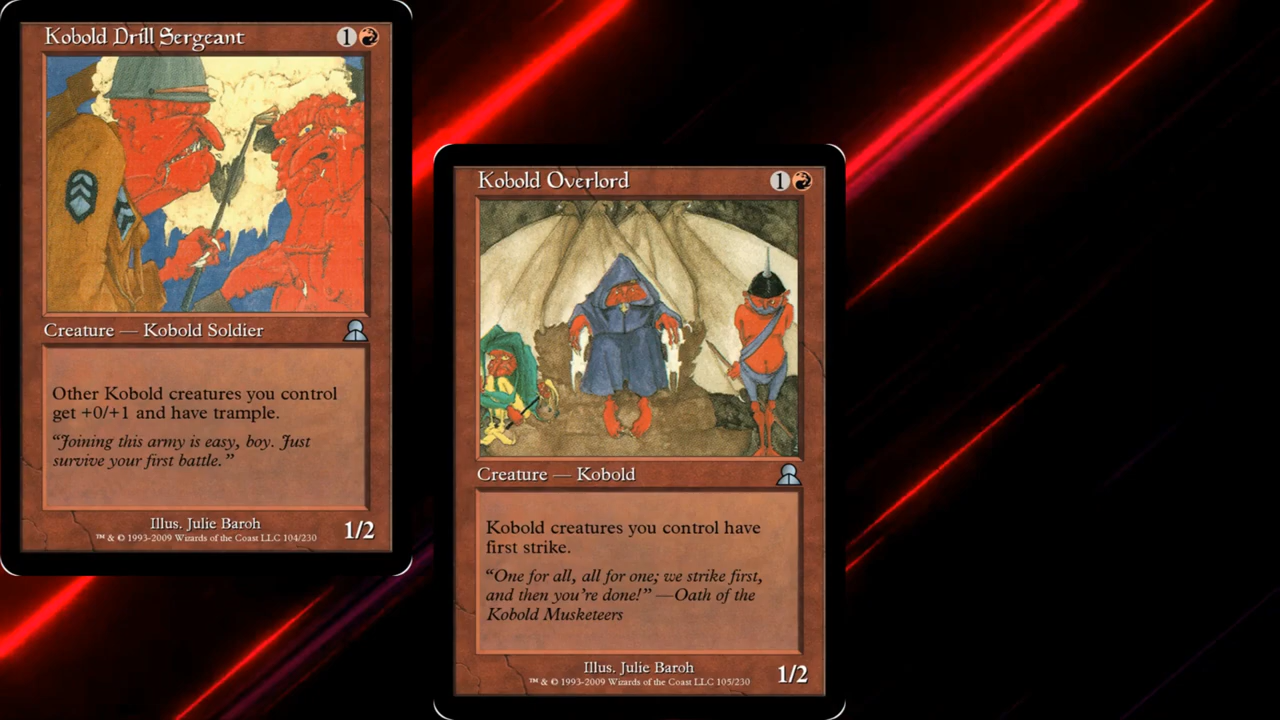 Kobold Drill Sergeant 1
Creature — Kobold Soldier
Other Kobold creatures you control
get +0/+1 and have trample.
“Joining this army is easy, boy. Just
survive your first battle.”
Illus. Julie Baroh
™ & © 1993-2009 Wizards of the Coast LLC 104/230
1/2
Kobold Overlord 1
Creature — Kobold
Kobold creatures you control have
first strike.
“One for all, all for one; we strike first,
and then you’re done!” —Oath of the
Kobold Musketeers
Illus. Julie Baroh
™ & © 1993-2009 Wizards of the Coast LLC 105/230
1/2